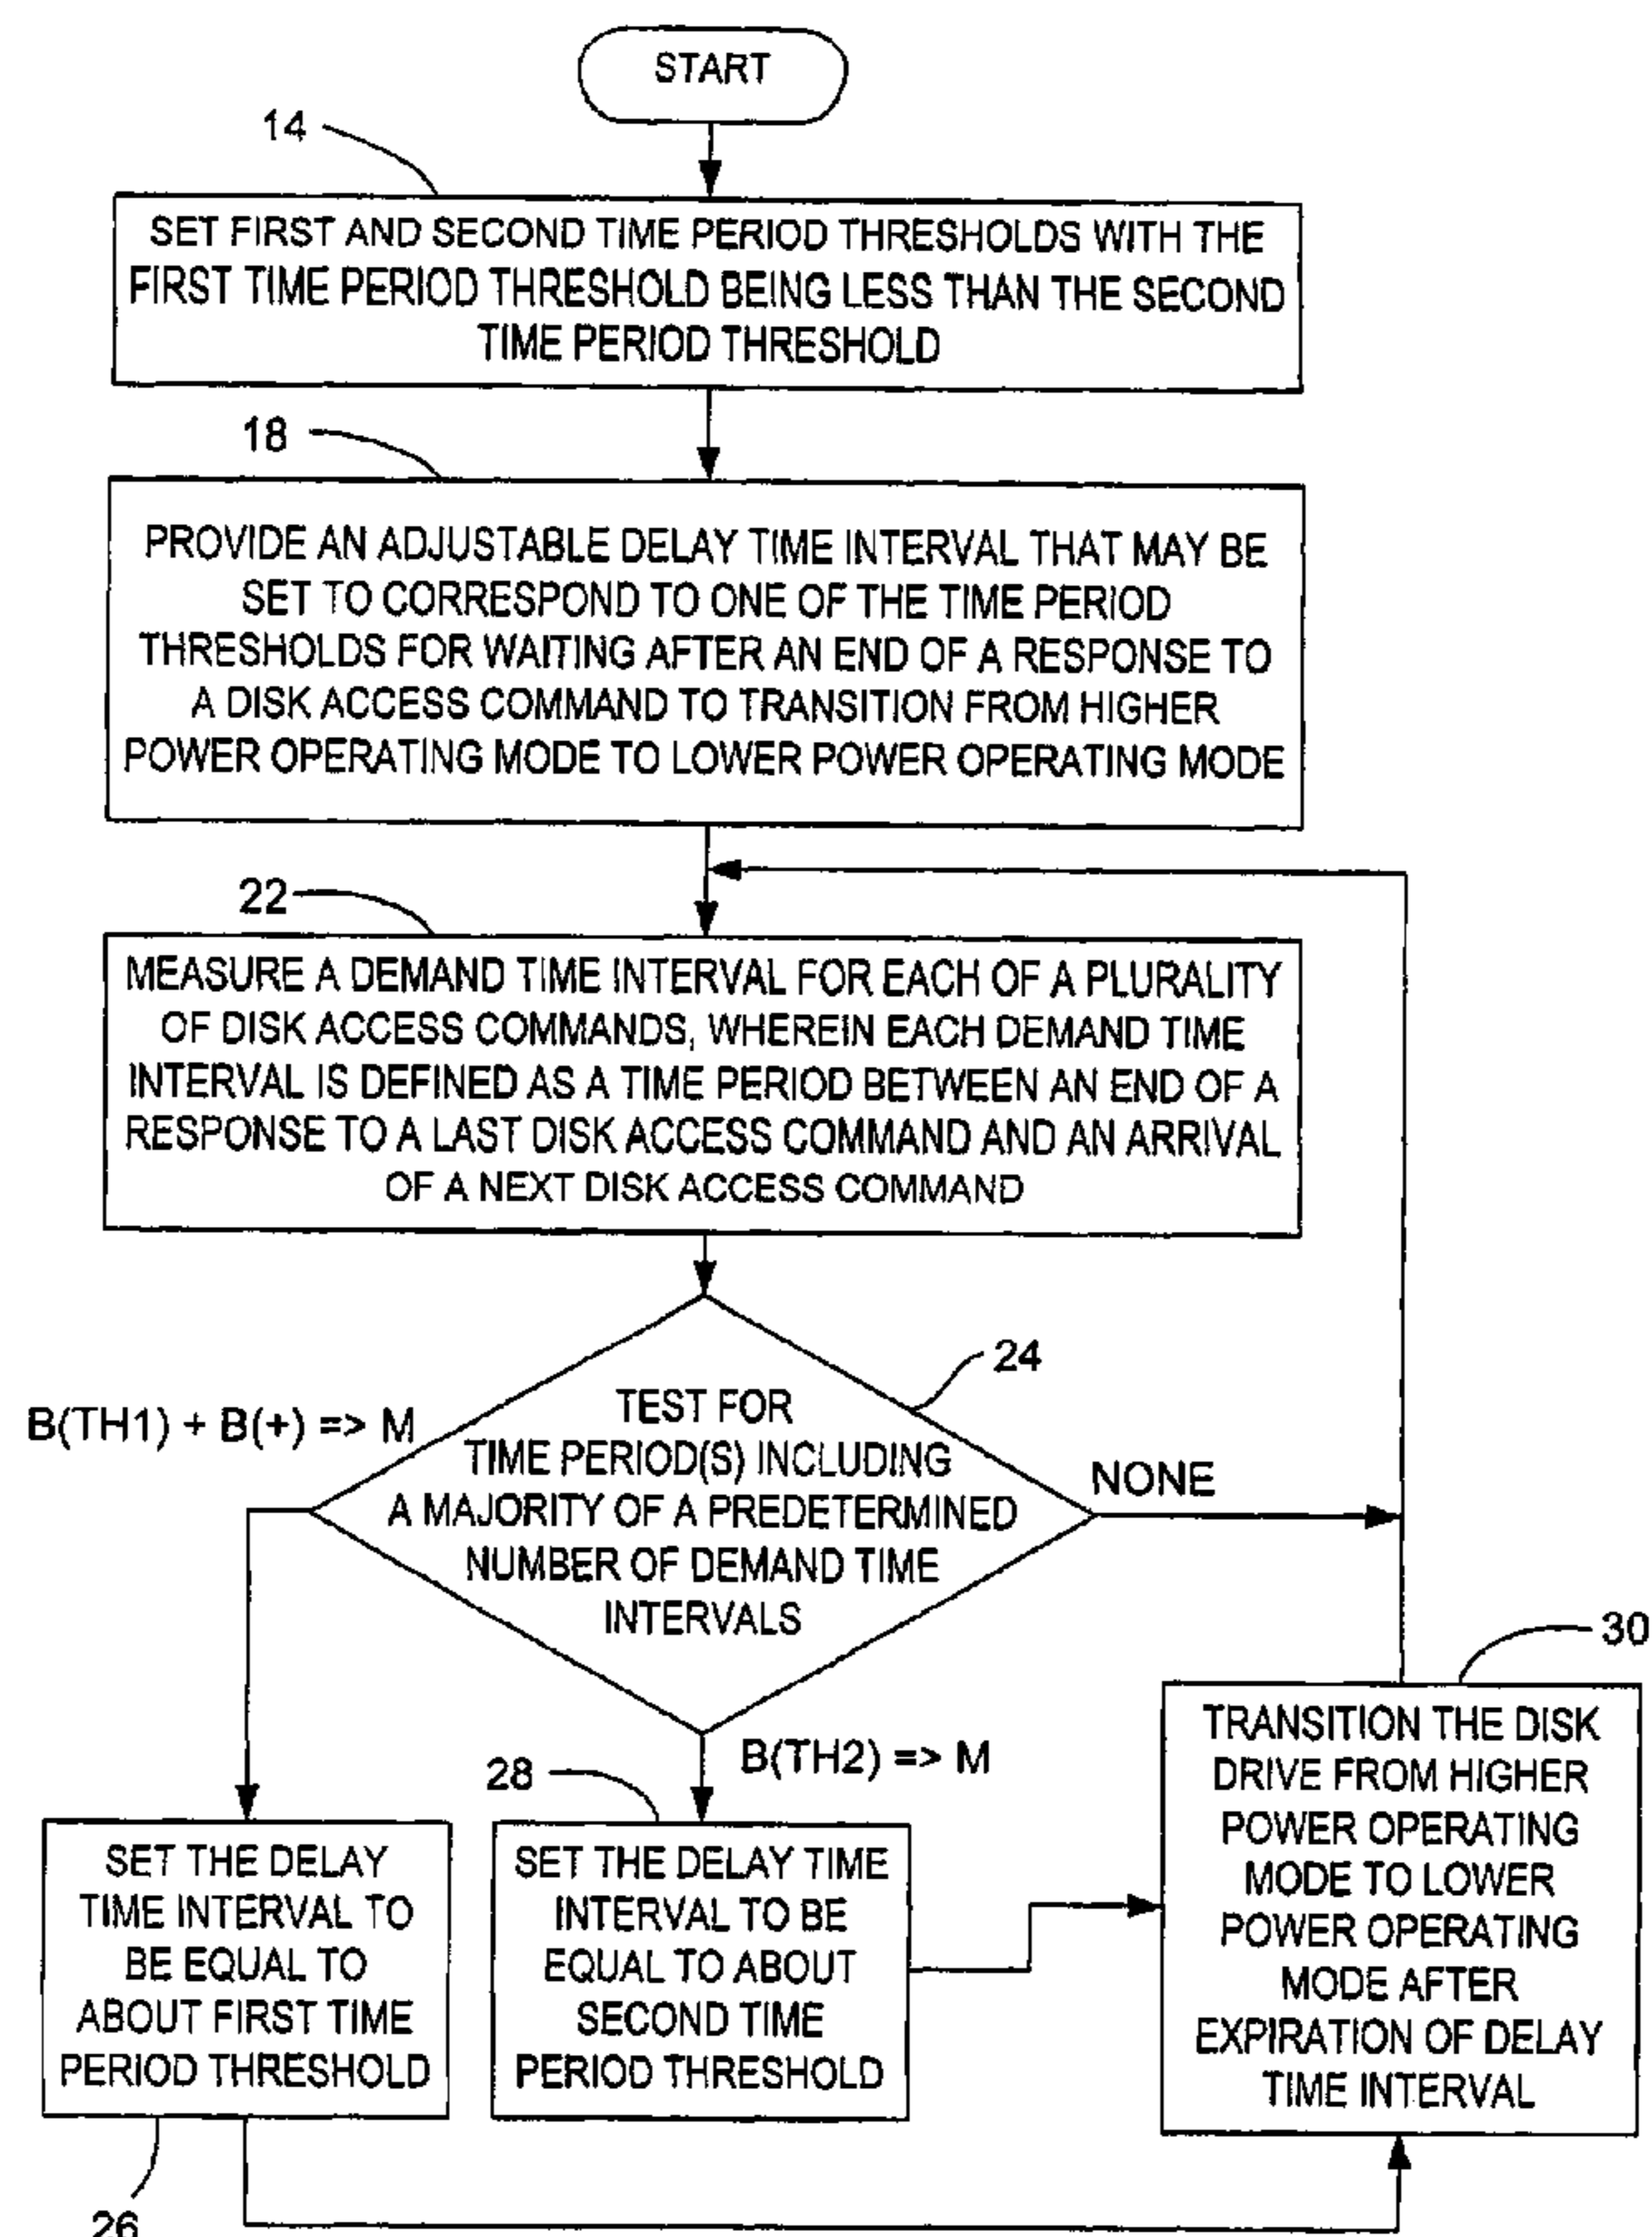 START
14
SET FIRST AND SECOND TIME PERIOD THRESHOLDS WITH THE
FIRST TIME PERIOD THRESHOLD BEING LESS THAN THE SECOND
TIME PERIOD THRESHOLD
18
PROVIDE AN ADJUSTABLE DELAY TIME INTERVAL THAT MAY BE
SET TO CORRESPOND TO ONE OF THE TIME PERIOD
THRESHOLDS FOR WAITING AFTER AN END OF A RESPONSE TO
A DISK ACCESS COMMAND TO TRANSITION FROM HIGHER
POWER OPERATING MODE TO LOWER POWER OPERATING MODE
22
MEASURE A DEMAND TIME INTERVAL FOR EACH OF A PLURALITY
OF DISK ACCESS COMMANDS, WHEREIN EACH DEMAND TIME
INTERVAL IS DEFINED AS A TIME PERIOD BETWEEN AN END OF A
RESPONSE TO A LAST DISK ACCESS COMMAND AND AN ARRIVAL
OF A NEXT DISK ACCESS COMMAND
24
TEST FOR
TIME PERIOD(S) INCLUDING
A MAJORITY OF A PREDETERMINED
NUMBER OF DEMAND TIME
INTERVALS
B(TH1) + B(+) => M
NONE
B(TH2) => M
26
SET THE DELAY
TIME INTERVAL TO
BE EQUAL TO
ABOUT FIRST TIME
PERIOD THRESHOLD
28
SET THE DELAY TIME
INTERVAL TO BE
EQUAL TO ABOUT
SECOND TIME
PERIOD THRESHOLD
30
TRANSITION THE DISK
DRIVE FROM HIGHER
POWER OPERATING
MODE TO LOWER
POWER OPERATING
MODE AFTER
EXPIRATION OF DELAY
TIME INTERVAL